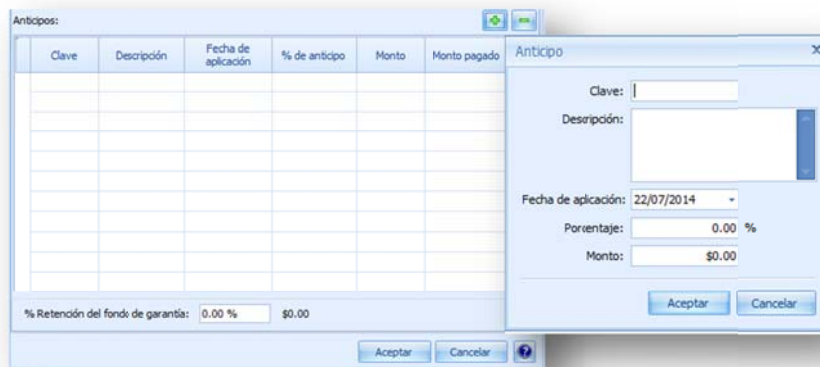 Anticipos:
Clave Descripción Fecha de aplicación % de anticipo Monto Monto pagado
% Retención del fondo de garantía: 0.00 % $0.00
Aceptar Cancelar
Anticipo
Clave:
Descripción:
Fecha de aplicación: 22/07/2014
Porcentaje: 0.00 %
Monto: $0.00
Aceptar Cancelar